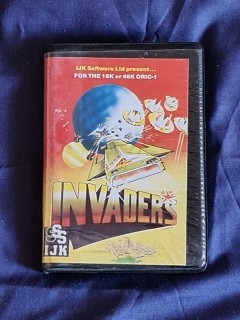 IJK Software Ltd present...
FOR THE 16K or 48K ORIC-1
INVADERS
IJK